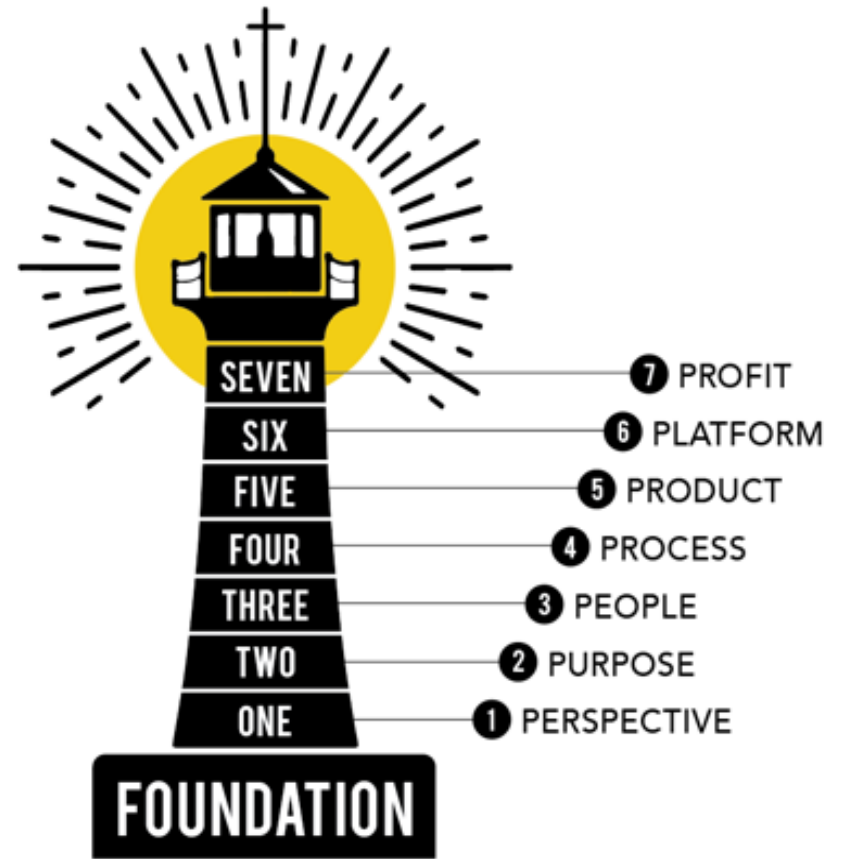 SEVEN
7 PROFIT
SIX
6 PLATFORM
FIVE
5 PRODUCT
FOUR
4 PROCESS
THREE
3 PEOPLE
TWO
2 PURPOSE
ONE
1 PERSPECTIVE
FOUNDATION